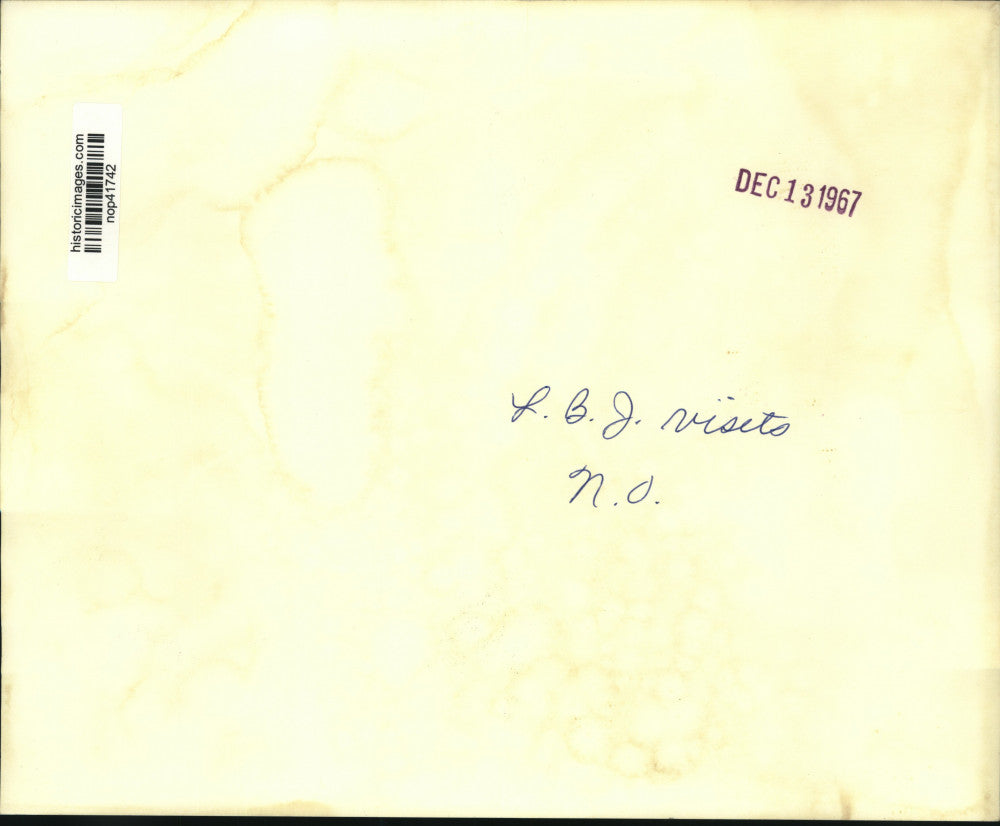 historicimages.com
nop41742
DEC 13 1967
L. B. J. visits
N. O.